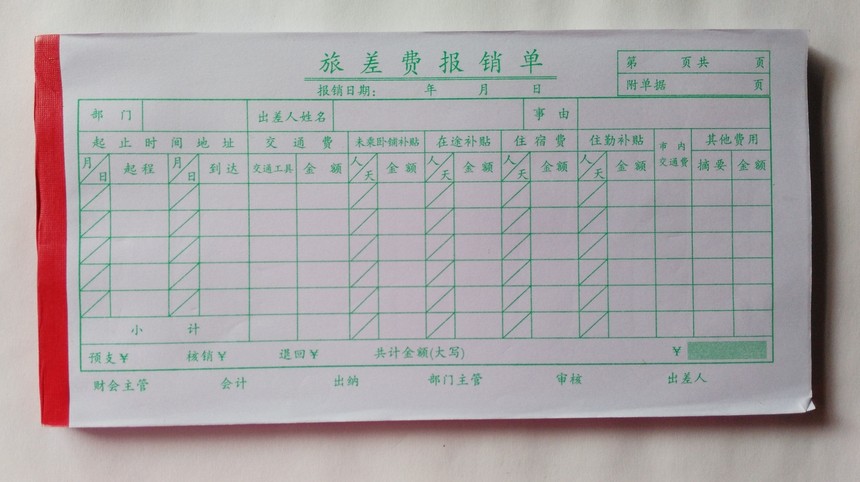 旅差费报销单
第 页共 页
报销日期: 年 月 日
附单据 页
部门 出差人姓名 事由
起止时间地址 交通费 未乘卧铺补贴 在途补贴 住宿费 住勤补贴 市内交通费 其他费用
月/日 起程 月/日 到达 交通工具 金额 人/天 金额 人/天 金额 人/天 金额 人/天 金额 摘要 金额
小计
预支¥ 核销¥ 退回¥ 共计金额(大写) ¥
财会主管 会计 出纳 部门主管 审核 出差人